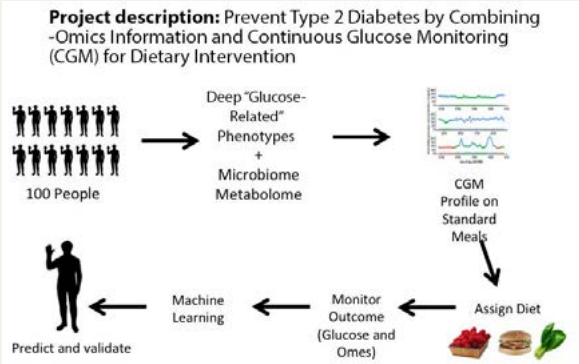 Project description: Prevent Type 2 Diabetes by Combining
-Omics Information and Continuous Glucose Monitoring
(CGM) for Dietary Intervention
100 People
Deep "Glucose-
Related"
Phenotypes
+
Microbiome
Metabolome
CGM
Profile on
Standard
Meals
Assign Diet
Monitor
Outcome
(Glucose and
Omes)
Machine
Learning
Predict and validate